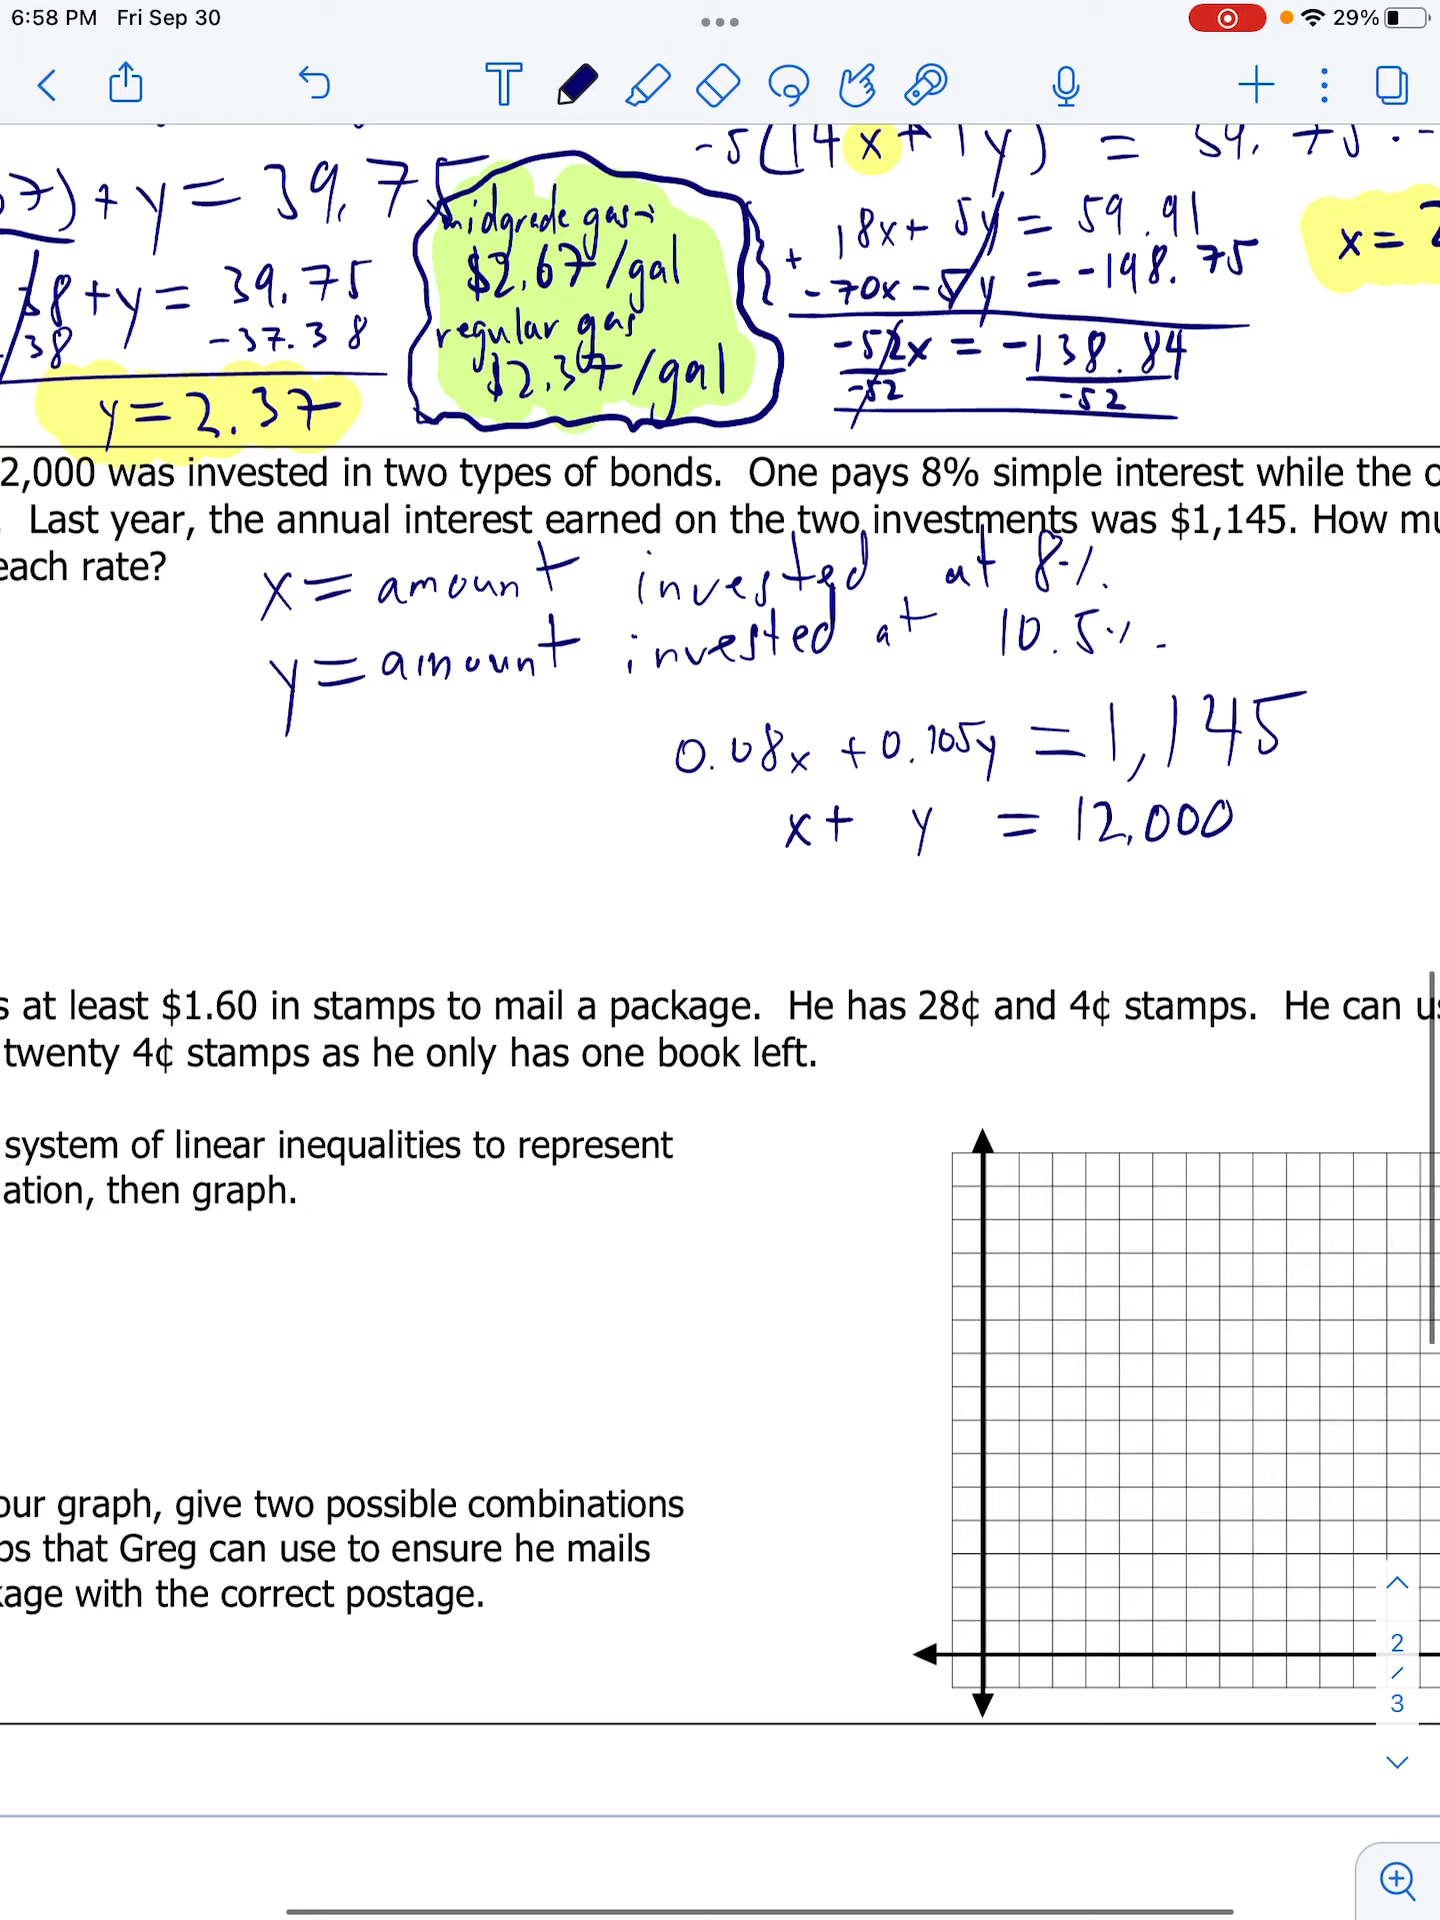 6:58 PM Fri Sep 30
29%
-5(14x + 1y) =
7) + y = 39.75
midgrade gas→
$2.67/gal
regular gas
$2.37/gal
18x + 5y = 59.91
+ -70x - 5y = -198.75
x = 2
38 + y = 39.75
38 -37.38
-52x = -138.84
-52 -52
y = 2.37
2,000 was invested in two types of bonds. One pays 8% simple interest while the o
Last year, the annual interest earned on the two investments was $1,145. How mu
each rate?
x = amount invested at 8%.
y = amount invested at 10.5%.
0.08x + 0.105y = 1,145
x + y = 12,000
s at least $1.60 in stamps to mail a package. He has 28¢ and 4¢ stamps. He can us
twenty 4¢ stamps as he only has one book left.
system of linear inequalities to represent
ation, then graph.
our graph, give two possible combinations
ps that Greg can use to ensure he mails
kage with the correct postage.
2
/
3